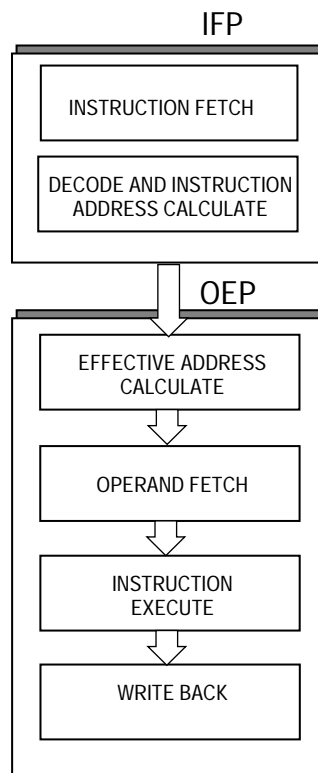 IFP
INSTRUCTION FETCH
DECODE AND INSTRUCTION
ADDRESS CALCULATE
OEP
EFFECTIVE ADDRESS
CALCULATE
OPERAND FETCH
INSTRUCTION
EXECUTE
WRITE BACK